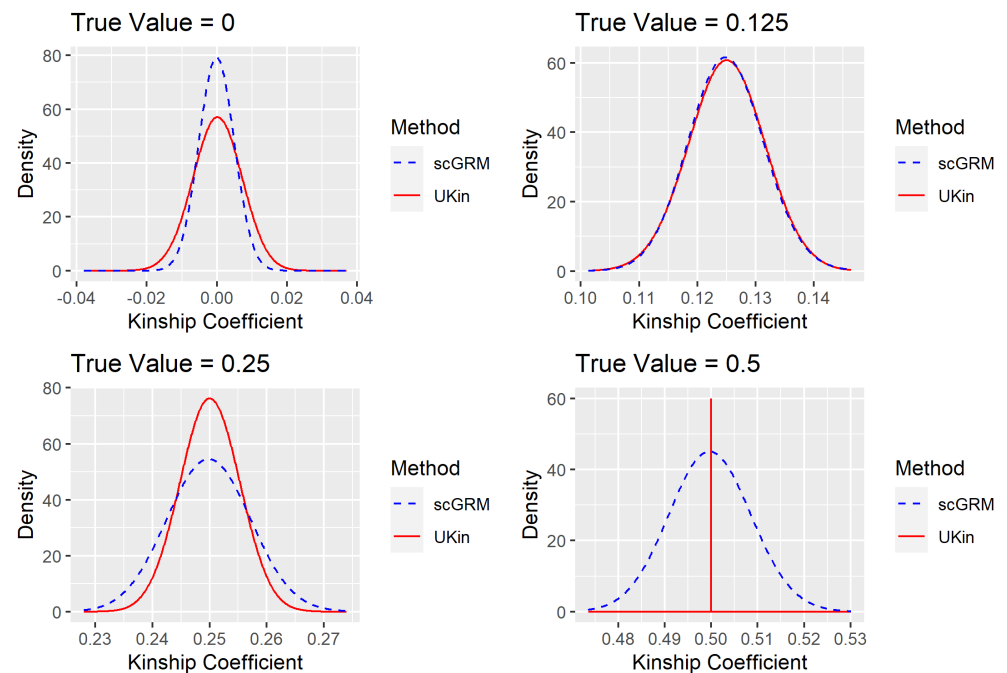 True Value = 0
Density
80
60
40
20
0
-0.04 -0.02 0.00 0.02 0.04
Kinship Coefficient
Method
scGRM
UKin
True Value = 0.125
Density
60
40
20
0
0.10 0.11 0.12 0.13 0.14
Kinship Coefficient
Method
scGRM
UKin
True Value = 0.25
Density
80
60
40
20
0
0.23 0.24 0.25 0.26 0.27
Kinship Coefficient
Method
scGRM
UKin
True Value = 0.5
Density
60
40
20
0
0.48 0.49 0.50 0.51 0.52 0.53
Kinship Coefficient
Method
scGRM
UKin